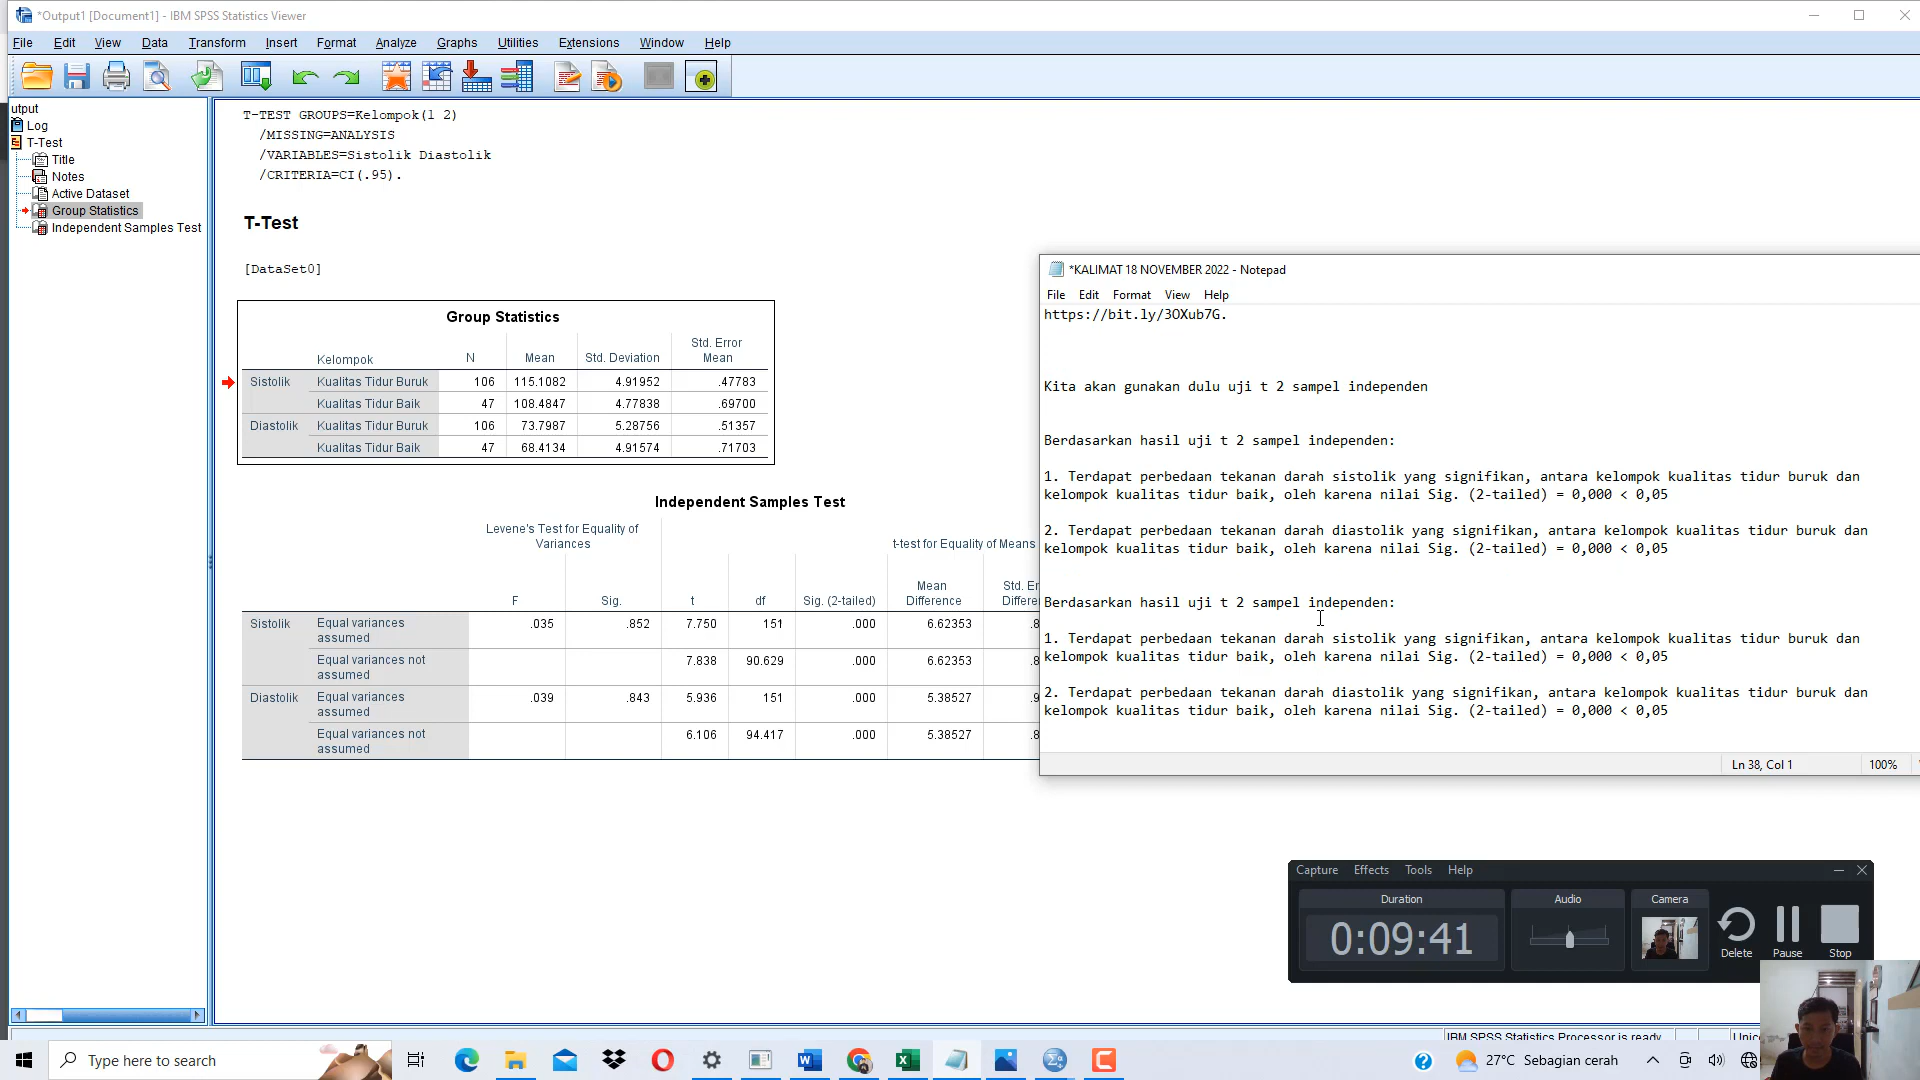 *Output1 [Document1] - IBM SPSS Statistics Viewer
File Edit View Data Transform Insert Format Analyze Graphs Utilities Extensions Window Help
utput
Log
T-Test
Title
Notes
Active Dataset
Group Statistics
Independent Samples Test
T-TEST GROUPS=Kelompok(1 2)
/MISSING=ANALYSIS
/VARIABLES=Sistolik Diastolik
/CRITERIA=CI(.95).
T-Test
[DataSet0]
Group Statistics
Kelompok N Mean Std. Deviation Std. Error Mean
Sistolik Kualitas Tidur Buruk 106 115.1082 4.91952 .47783
Kualitas Tidur Baik 47 108.4847 4.77838 .69700
Diastolik Kualitas Tidur Buruk 106 73.7987 5.28756 .51357
Kualitas Tidur Baik 47 68.4134 4.91574 .71703
Independent Samples Test
Levene's Test for Equality of Variances
t-test for Equality of Means
F Sig. t df Sig. (2-tailed) Mean Difference Std.
Sistolik Equal variances assumed .035 .852 7.750 151 .000 6.62353
Equal variances not assumed 7.838 90.629 .000 6.62353
Diastolik Equal variances assumed .039 .843 5.936 151 .000 5.38527
Equal variances not assumed 6.106 94.417 .000 5.38527
*KALIMAT 18 NOVEMBER 2022 - Notepad
File Edit Format View Help
https://bit.ly/3OXub7G.
Kita akan gunakan dulu uji t 2 sampel independen
Berdasarkan hasil uji t 2 sampel independen:
1. Terdapat perbedaan tekanan darah sistolik yang signifikan, antara kelompok kualitas tidur buruk dan
kelompok kualitas tidur baik, oleh karena nilai Sig. (2-tailed) = 0,000 < 0,05
2. Terdapat perbedaan tekanan darah diastolik yang signifikan, antara kelompok kualitas tidur buruk dan
kelompok kualitas tidur baik, oleh karena nilai Sig. (2-tailed) = 0,000 < 0,05
Berdasarkan hasil uji t 2 sampel independen:
1. Terdapat perbedaan tekanan darah sistolik yang signifikan, antara kelompok kualitas tidur buruk dan
kelompok kualitas tidur baik, oleh karena nilai Sig. (2-tailed) = 0,000 < 0,05
2. Terdapat perbedaan tekanan darah diastolik yang signifikan, antara kelompok kualitas tidur buruk dan
kelompok kualitas tidur baik, oleh karena nilai Sig. (2-tailed) = 0,000 < 0,05
Ln 38, Col 1 100%
Capture Effects Tools Help
Duration Audio Camera
0:09:41
Delete Pause Stop
IBM SPSS Statistics Processor is ready
Type here to search
27°C Sebagian cerah